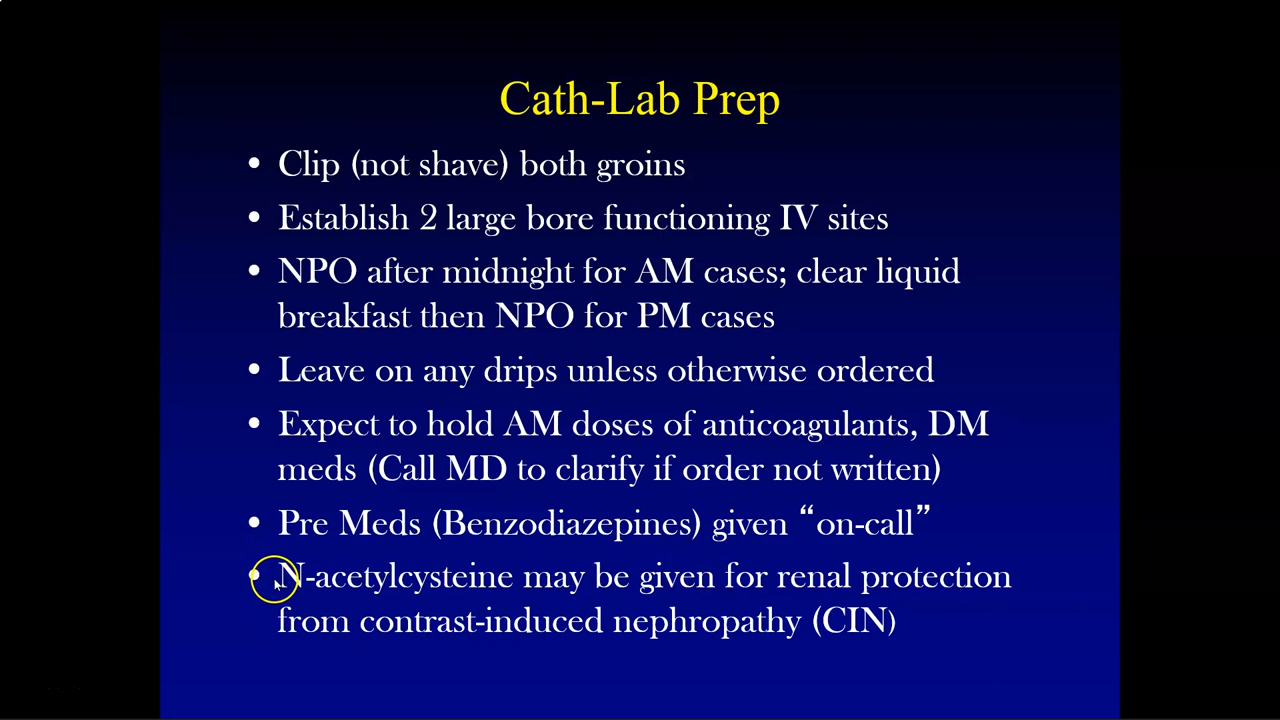 Cath-Lab Prep
• Clip (not shave) both groins
• Establish 2 large bore functioning IV sites
• NPO after midnight for AM cases; clear liquid
breakfast then NPO for PM cases
• Leave on any drips unless otherwise ordered
• Expect to hold AM doses of anticoagulants, DM
meds (Call MD to clarify if order not written)
• Pre Meds (Benzodiazepines) given “on-call”
• N-acetylcysteine may be given for renal protection
from contrast-induced nephropathy (CIN)